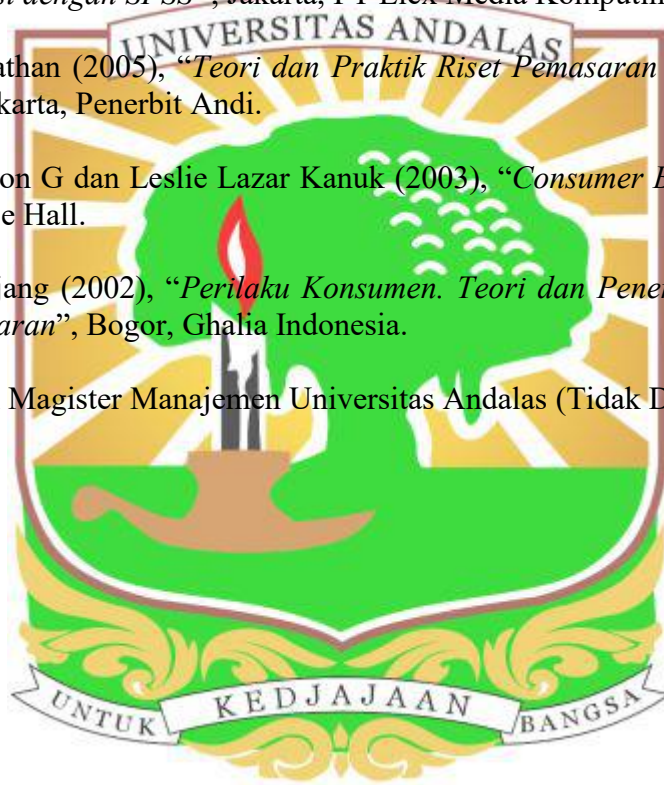 si dengan SPSS”, Jakarta, PT Elex Media Komputin
UNIVERSITAS ANDALAS
athan (2005), “Teori dan Praktik Riset Pemasaran
karta, Penerbit Andi.
on G dan Leslie Lazar Kanuk (2003), “Consumer B
e Hall.
jang (2002), “Perilaku Konsumen. Teori dan Pener
aran”, Bogor, Ghalia Indonesia.
Magister Manajemen Universitas Andalas (Tidak D
UNTUK KEDJAJAAN BANGSA